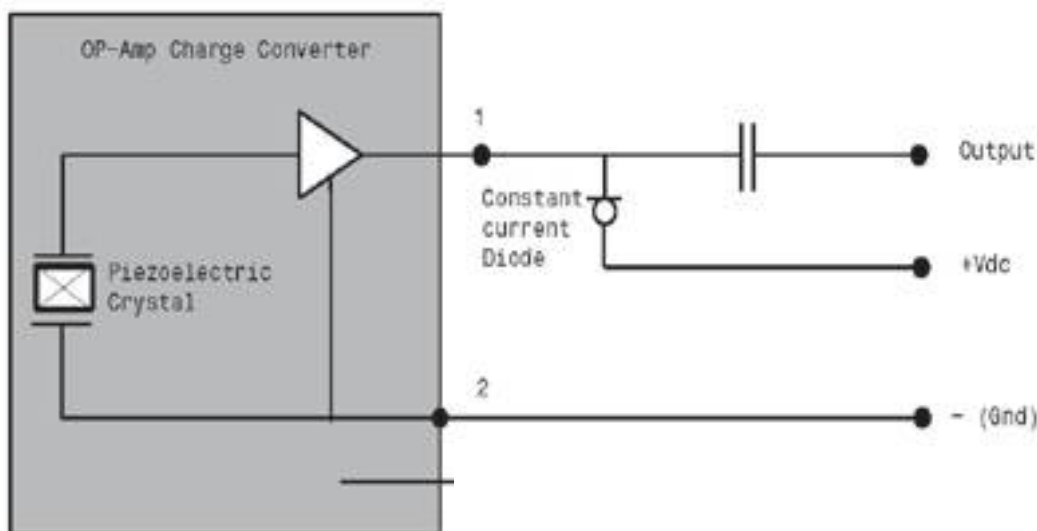 OP-Amp Charge Converter
1
Output
Constant
current
Diode
+Vdc
Piezoelectric
Crystal
2
- (Gnd)